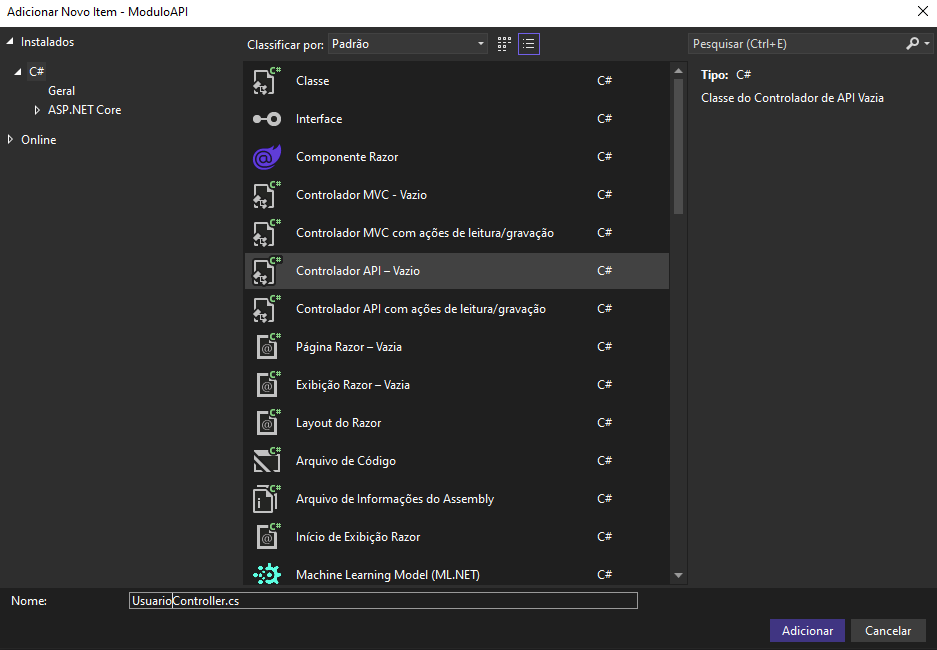 Adicionar Novo Item - ModuloAPI
Instalados
C#
Geral
ASP.NET Core
Online
Classificar por: Padrão
Pesquisar (Ctrl+E)
C# Classe C#
Interface C#
Componente Razor C#
C# Controlador MVC - Vazio C#
C# Controlador MVC com ações de leitura/gravação C#
C# Controlador API – Vazio C#
C# Controlador API com ações de leitura/gravação C#
C# Página Razor – Vazia C#
C# Exibição Razor – Vazia C#
C# Layout do Razor C#
C# Arquivo de Código C#
C# Arquivo de Informações do Assembly C#
C# Início de Exibição Razor C#
Machine Learning Model (ML.NET) C#
Tipo: C#
Classe do Controlador de API Vazia
Nome: UsuarioController.cs
Adicionar Cancelar